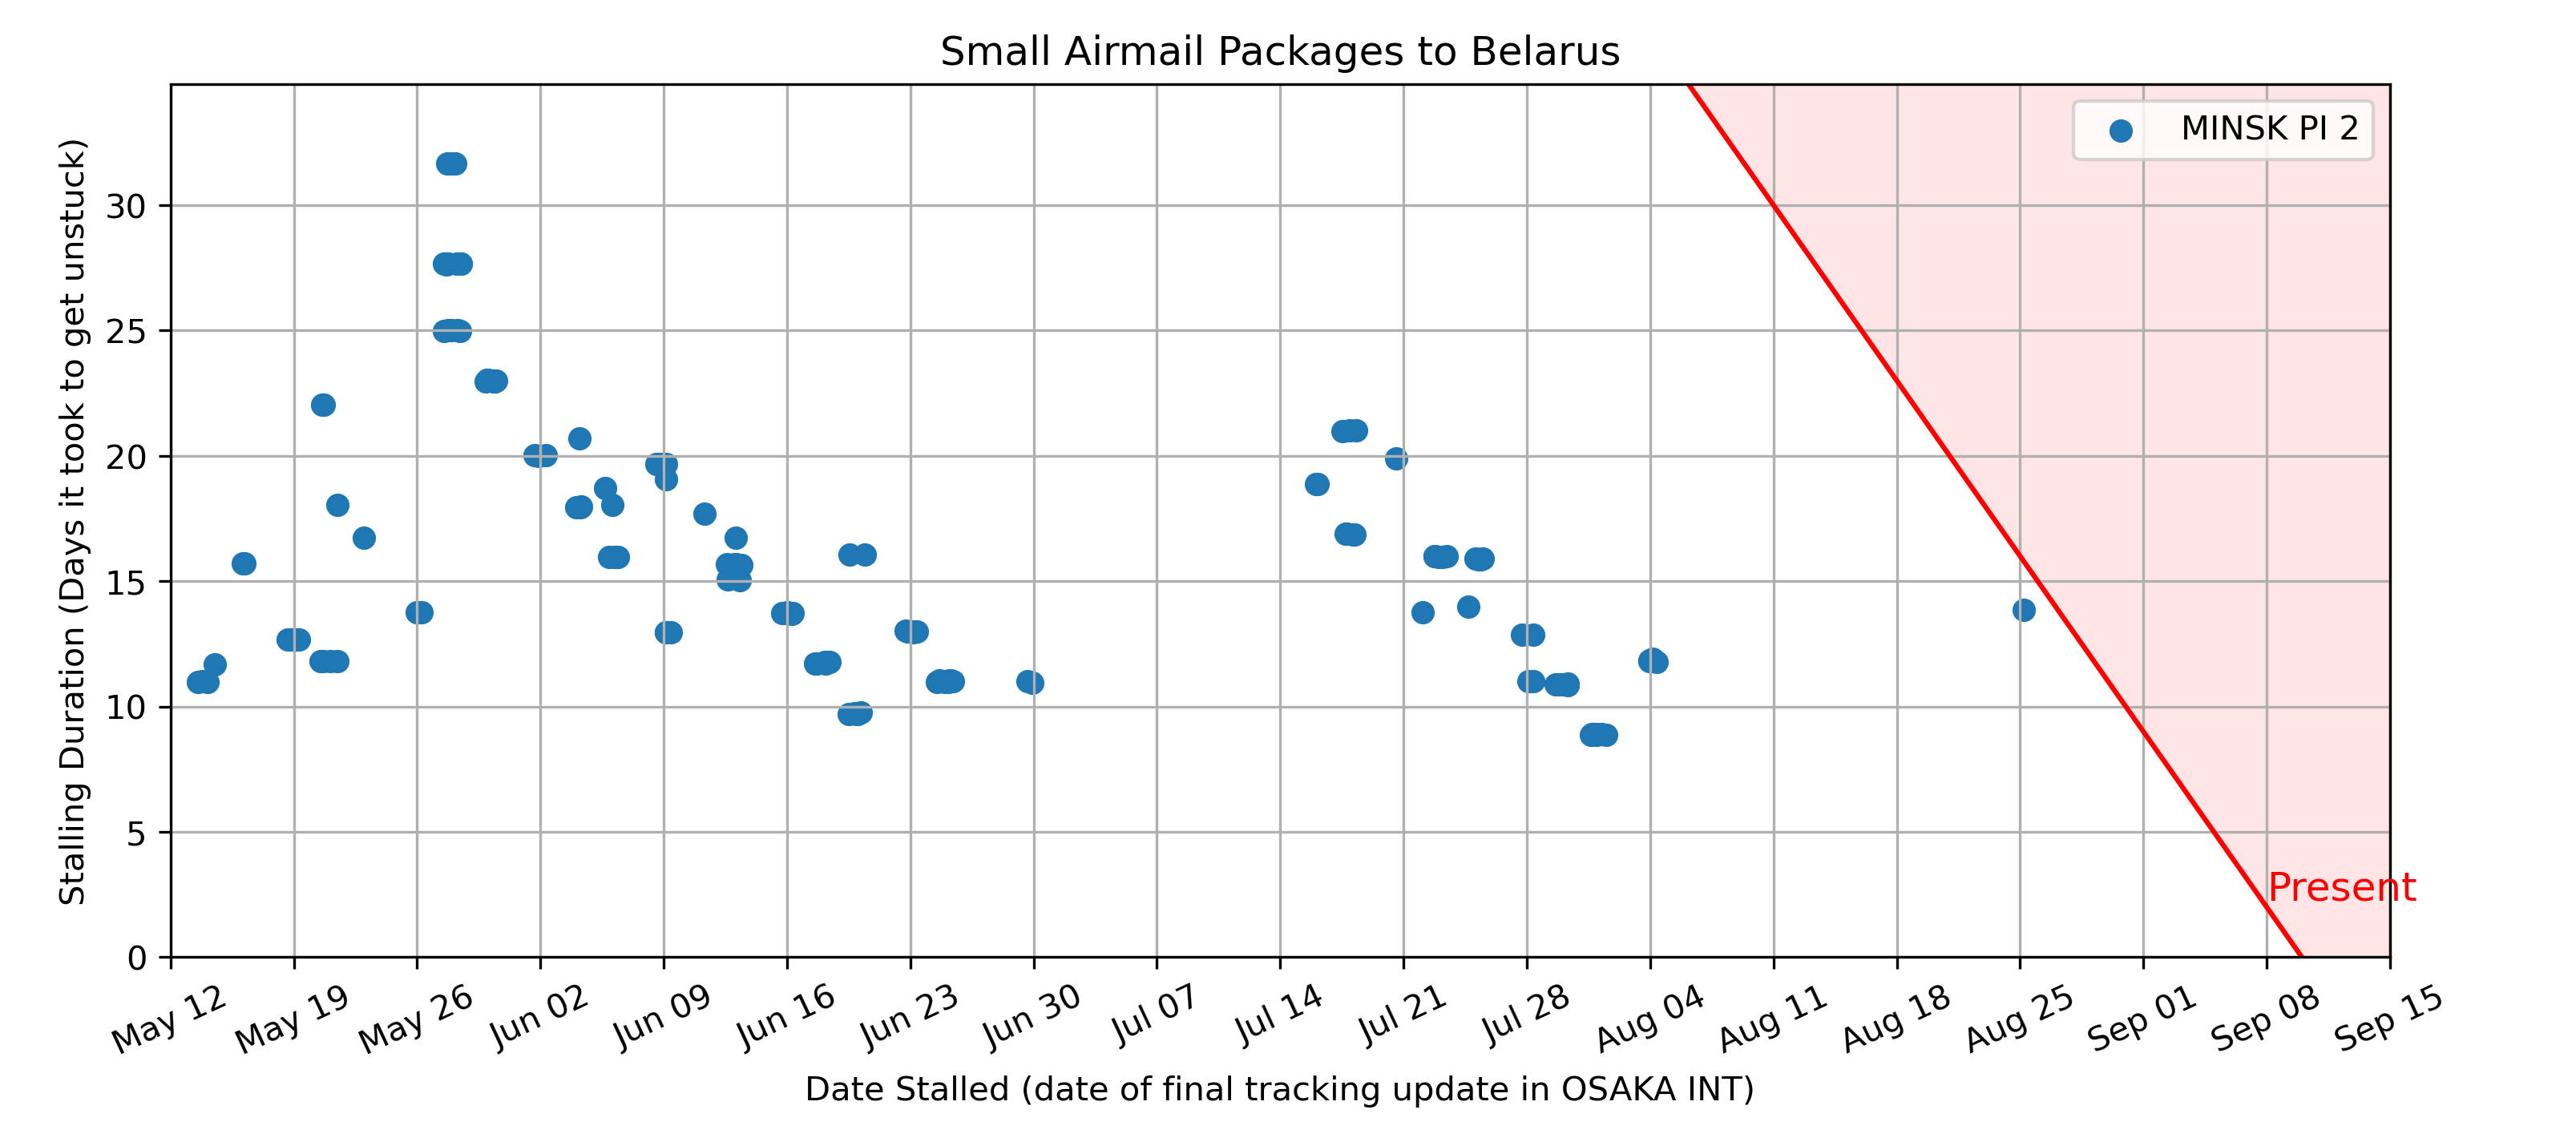 Small Airmail Packages to Belarus
MINSK PI 2
Stalling Duration (Days it took to get unstuck)
30
25
20
15
10
5
0
Present
May 12
May 19
May 26
Jun 02
Jun 09
Jun 16
Jun 23
Jun 30
Jul 07
Jul 14
Jul 21
Jul 28
Aug 04
Aug 11
Aug 18
Aug 25
Sep 01
Sep 08
Sep 15
Date Stalled (date of final tracking update in OSAKA INT)